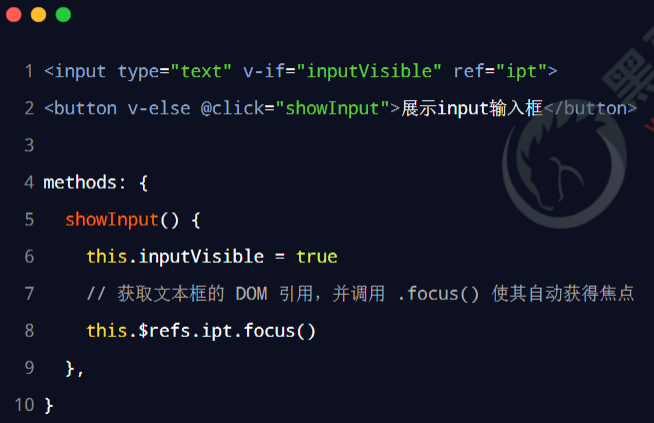 1 <input type="text" v-if="inputVisible" ref="ipt">
2 <button v-else @click="showInput">展示input输入框</button>
3
4 methods: {
5   showInput() {
6     this.inputVisible = true
7     // 获取文本框的 DOM 引用，并调用 .focus() 使其自动获得焦点
8     this.$refs.ipt.focus()
9   },
10 }
黑